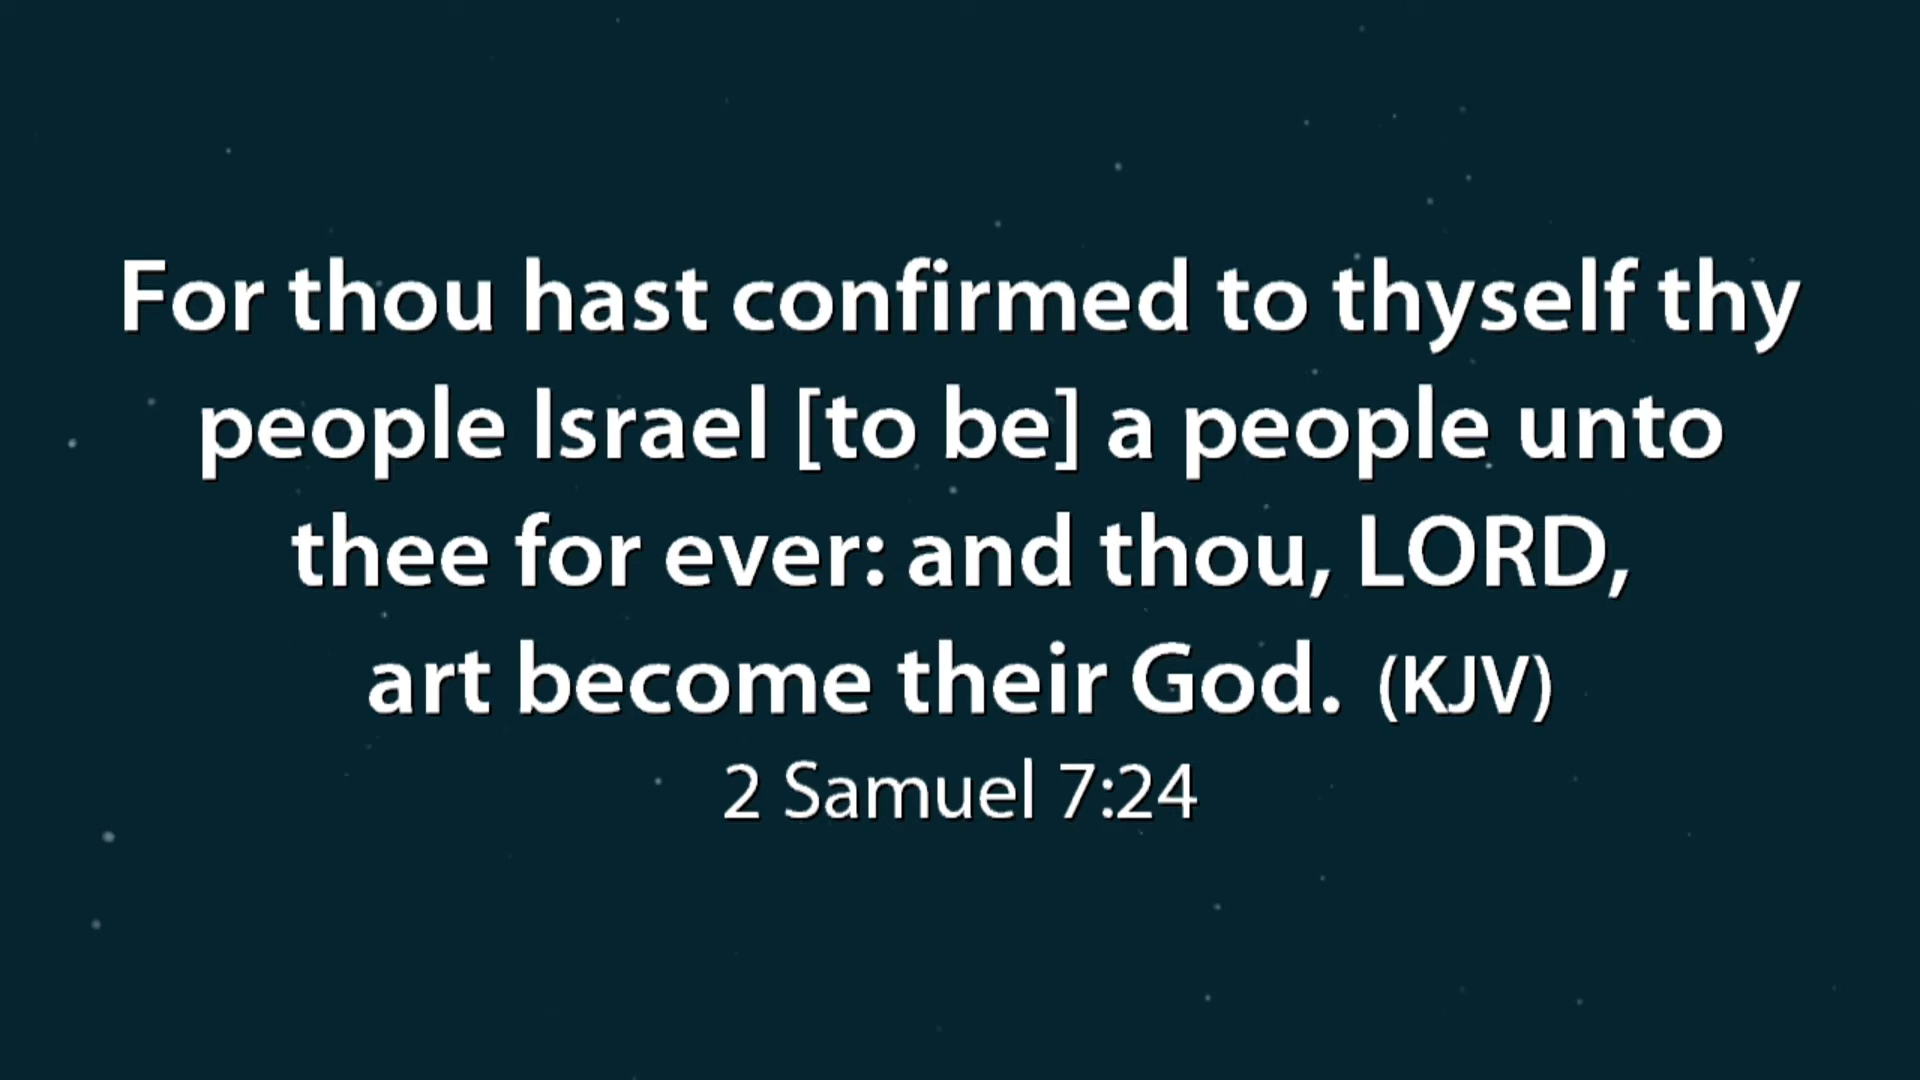 For thou hast confirmed to thyself thy
people Israel [to be] a people unto
thee for ever: and thou, LORD,
art become their God. (KJV)
2 Samuel 7:24